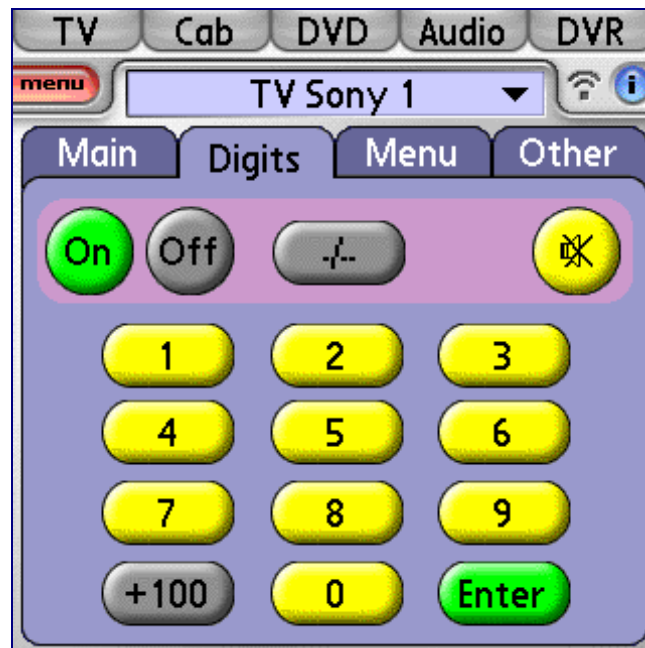 TV Cab DVD Audio DVR
menu TV Sony 1 i
Main Digits Menu Other
On Off -/--
1 2 3
4 5 6
7 8 9
+100 0 Enter